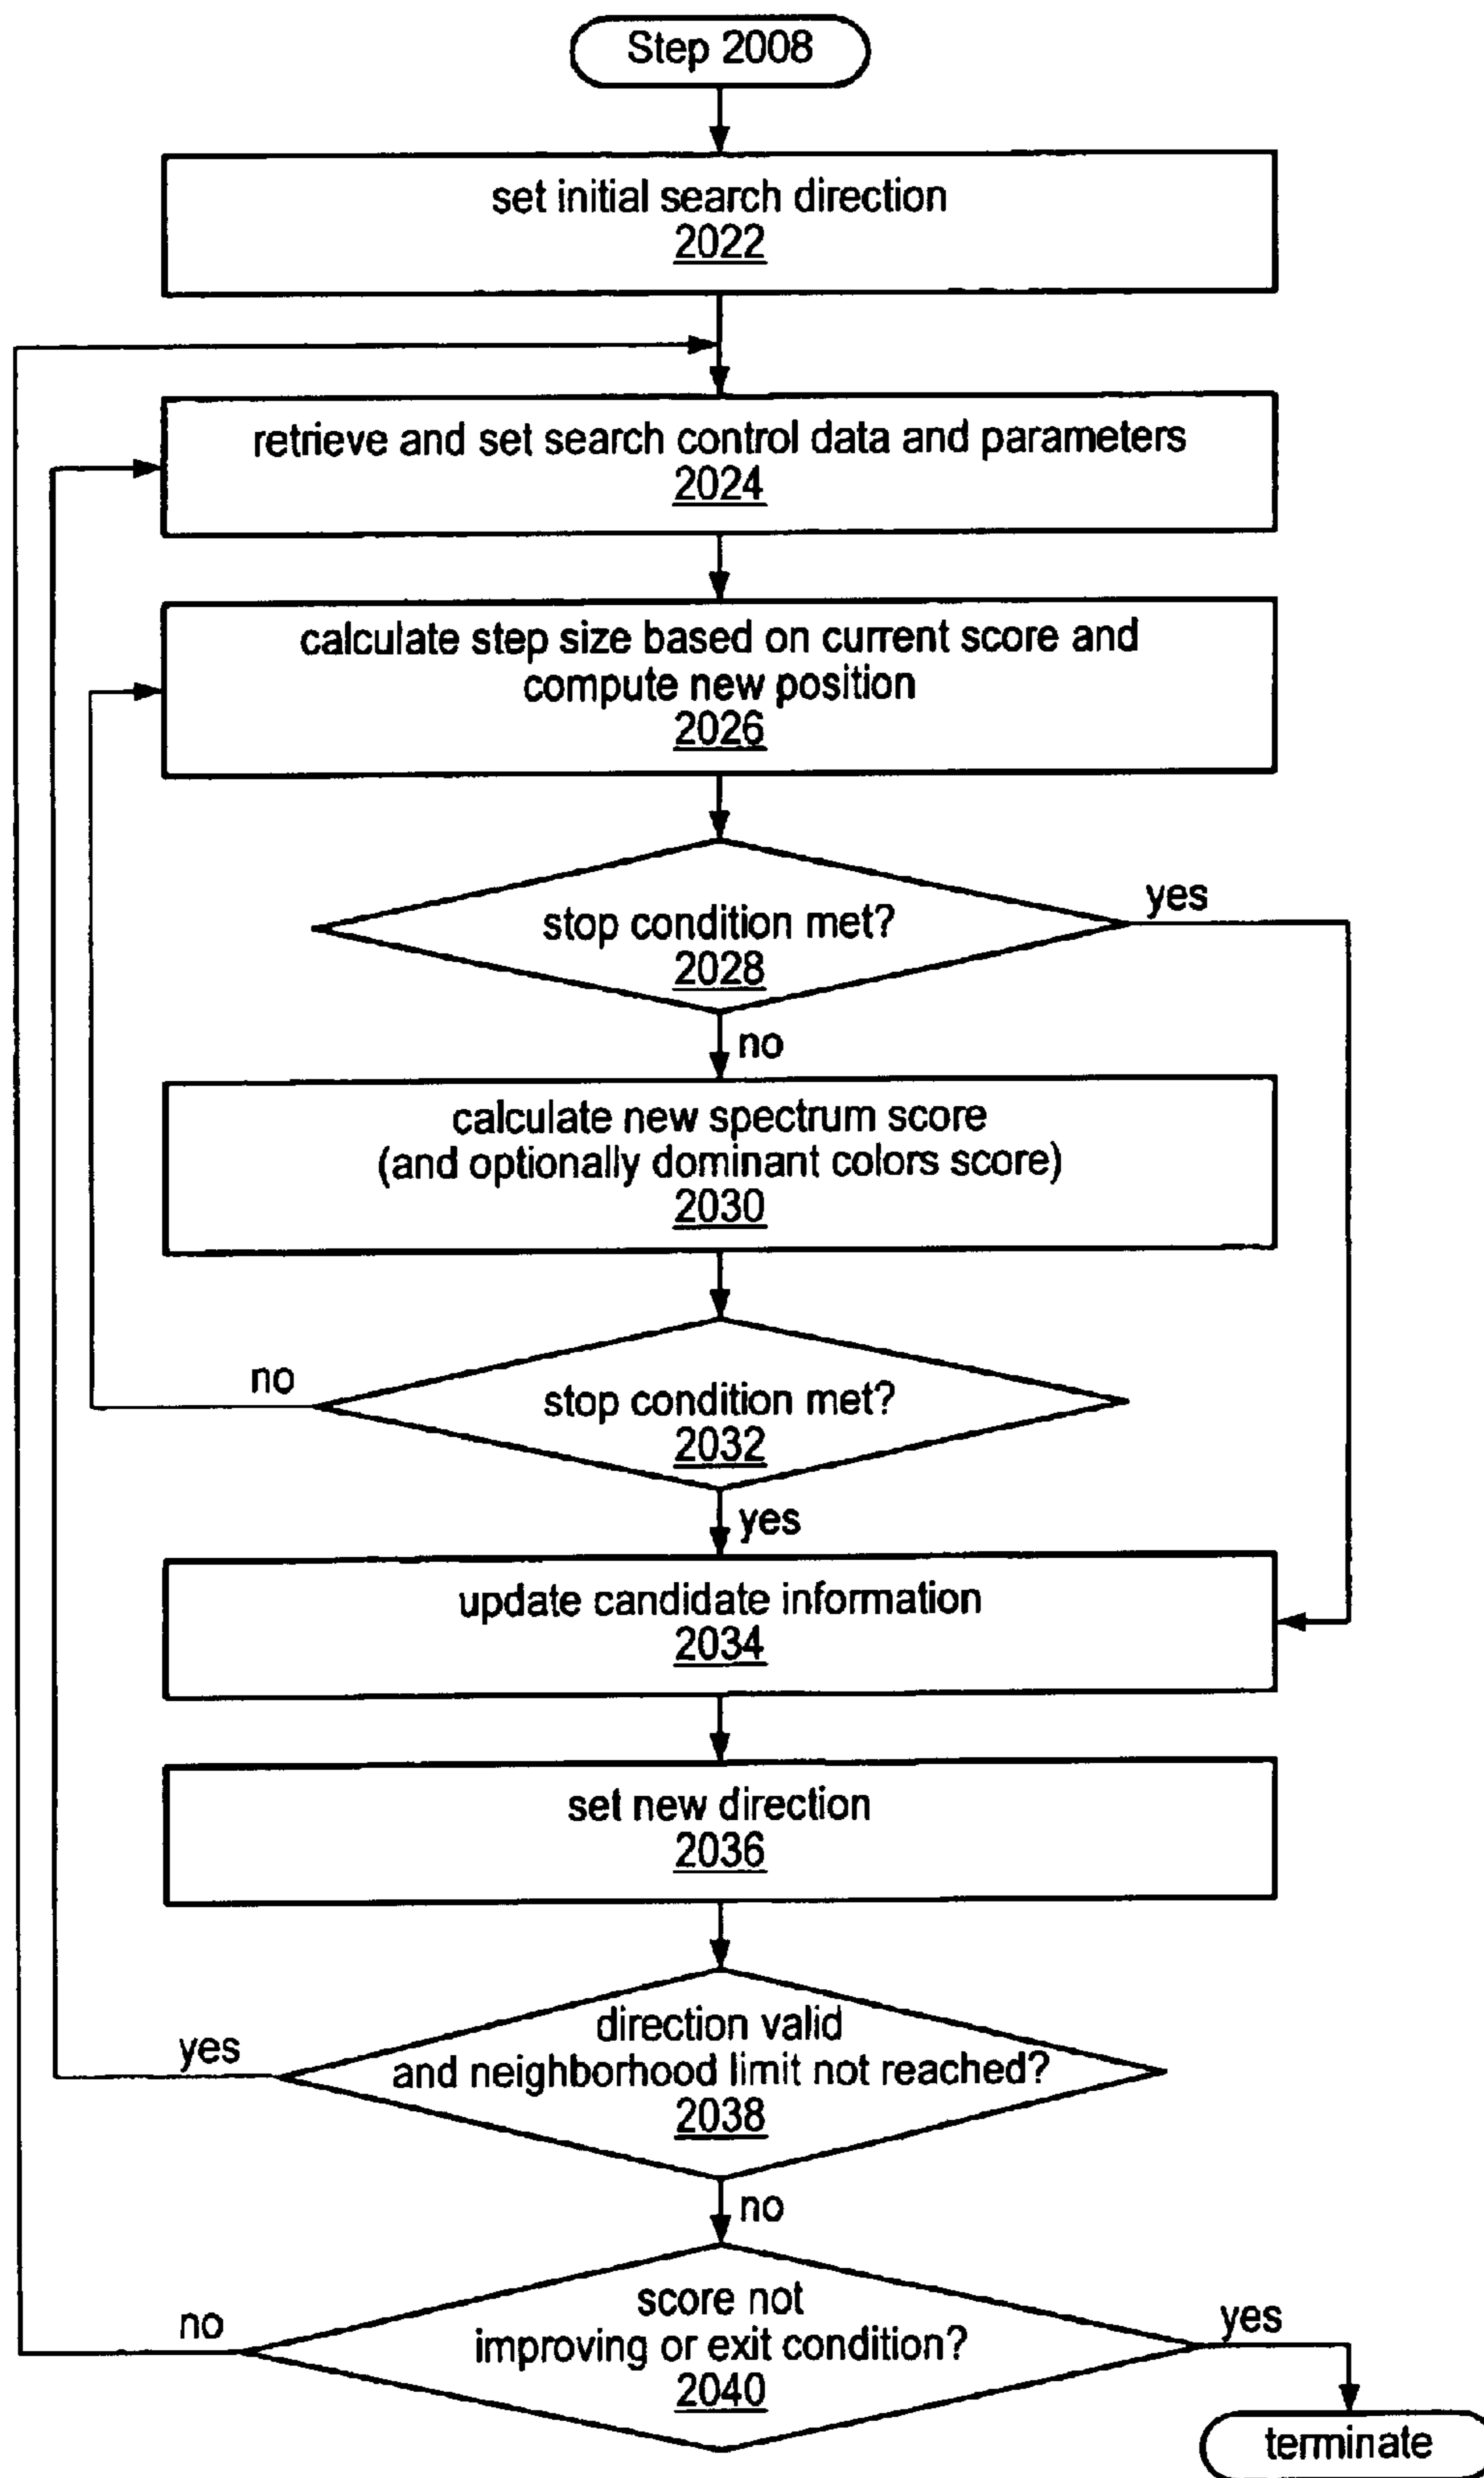 Step 2008
set initial search direction
2022
retrieve and set search control data and parameters
2024
calculate step size based on current score and
compute new position
2026
stop condition met?
2028
yes
no
calculate new spectrum score
(and optionally dominant colors score)
2030
no
stop condition met?
2032
yes
update candidate information
2034
set new direction
2036
yes
direction valid
and neighborhood limit not reached?
2038
no
no
score not
improving or exit condition?
2040
yes
terminate